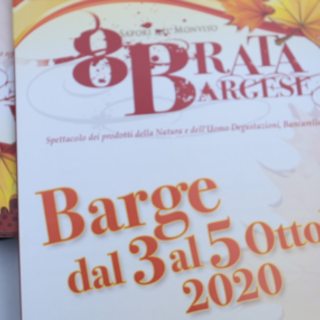 SAPORI del MONVISO
8BRATA
BARGESE
Spettacolo dei prodotti della Natura e dell'Uomo Degustazioni, Bancarelle
Barge
dal 3 al 5 Otto
2020